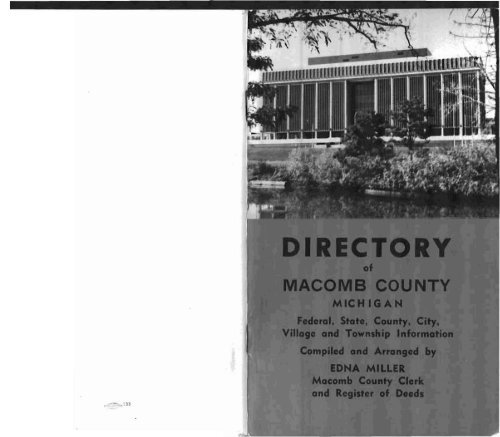 DIRECTORY
of
MACOMB COUNTY
MICHIGAN
Federal, State, County, City,
Village and Township Information
Compiled and Arranged by
EDNA MILLER
Macomb County Clerk
and Register of Deeds